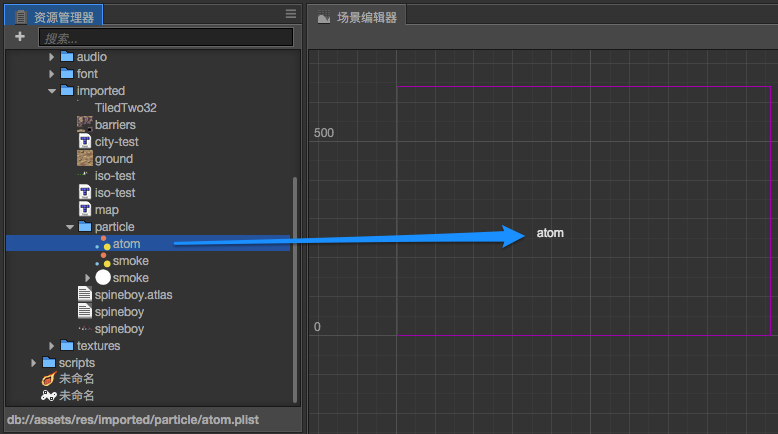 资源管理器
搜索...
audio
font
imported
TiledTwo32
barriers
city-test
ground
iso-test
iso-test
map
particle
atom
smoke
smoke
spineboy.atlas
spineboy
spineboy
textures
scripts
未命名
未命名
db://assets/res/imported/particle/atom.plist
场景编辑器
500
atom
0